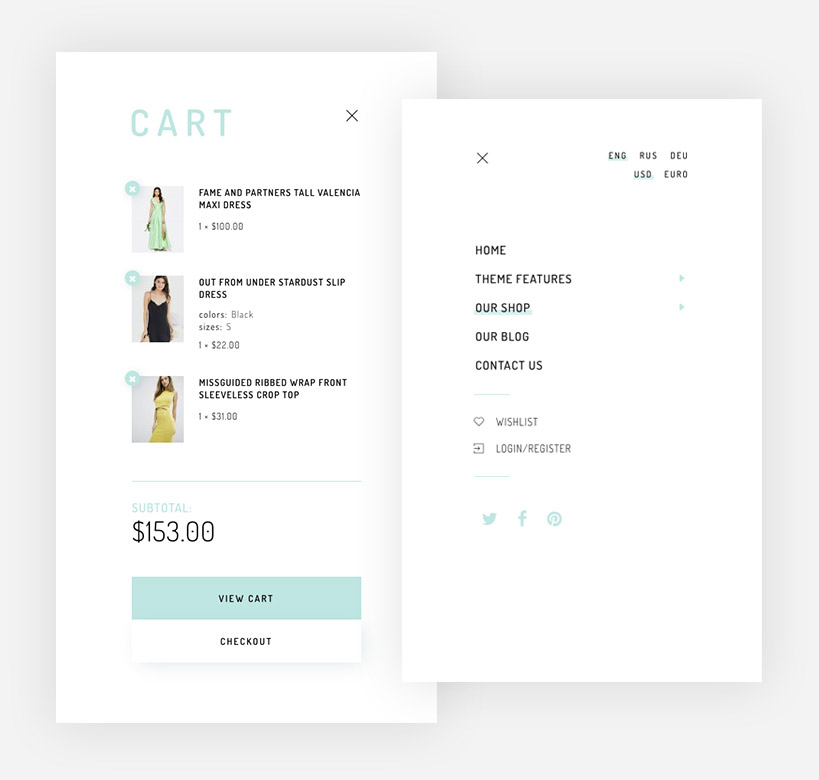 CART
FAME AND PARTNERS TALL VALENCIA
MAXI DRESS
1 × $100.00
OUT FROM UNDER STARDUST SLIP
DRESS
colors: Black
sizes: S
1 × $22.00
MISSGUIDED RIBBED WRAP FRONT
SLEEVELESS CROP TOP
1 × $31.00
SUBTOTAL:
$153.00
VIEW CART
CHECKOUT
ENG RUS DEU
USD EURO
HOME
THEME FEATURES
OUR SHOP
OUR BLOG
CONTACT US
WISHLIST
LOGIN/REGISTER